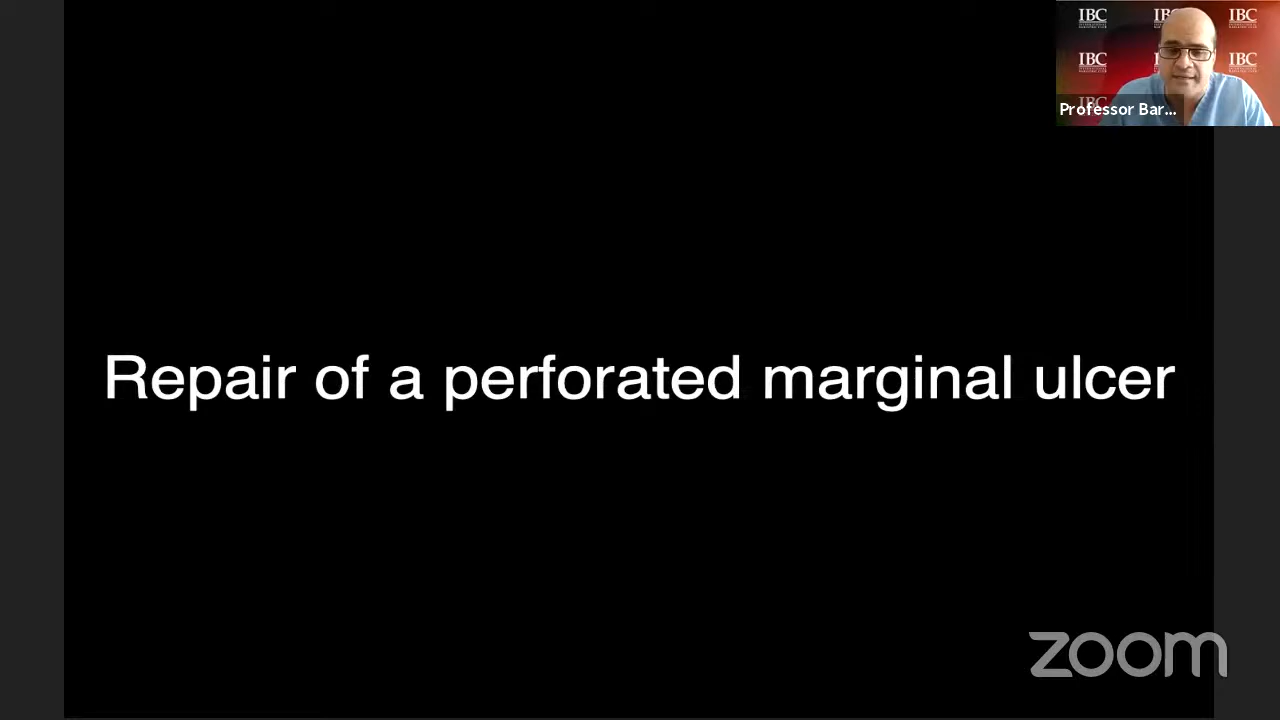 IBC
IBC
IBC
IBC
IBC
Professor Bar...
Repair of a perforated marginal ulcer
zoom